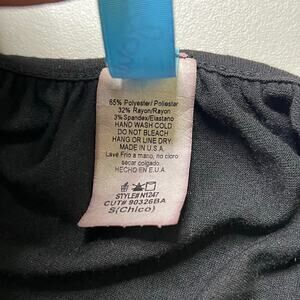 65% Polyester/ Poliester
32% Rayon/Rayon
3% Spandex/Elastano
HAND WASH COLD
DO NOT BLEACH
HANG OR LINE DRY
MADE IN U.S.A.
Lave Frio a mano, no cloro
secar colgado.
HECHO EN E.U.A.
STYLE# N1247
CUT# 90326BA
S(Chico)